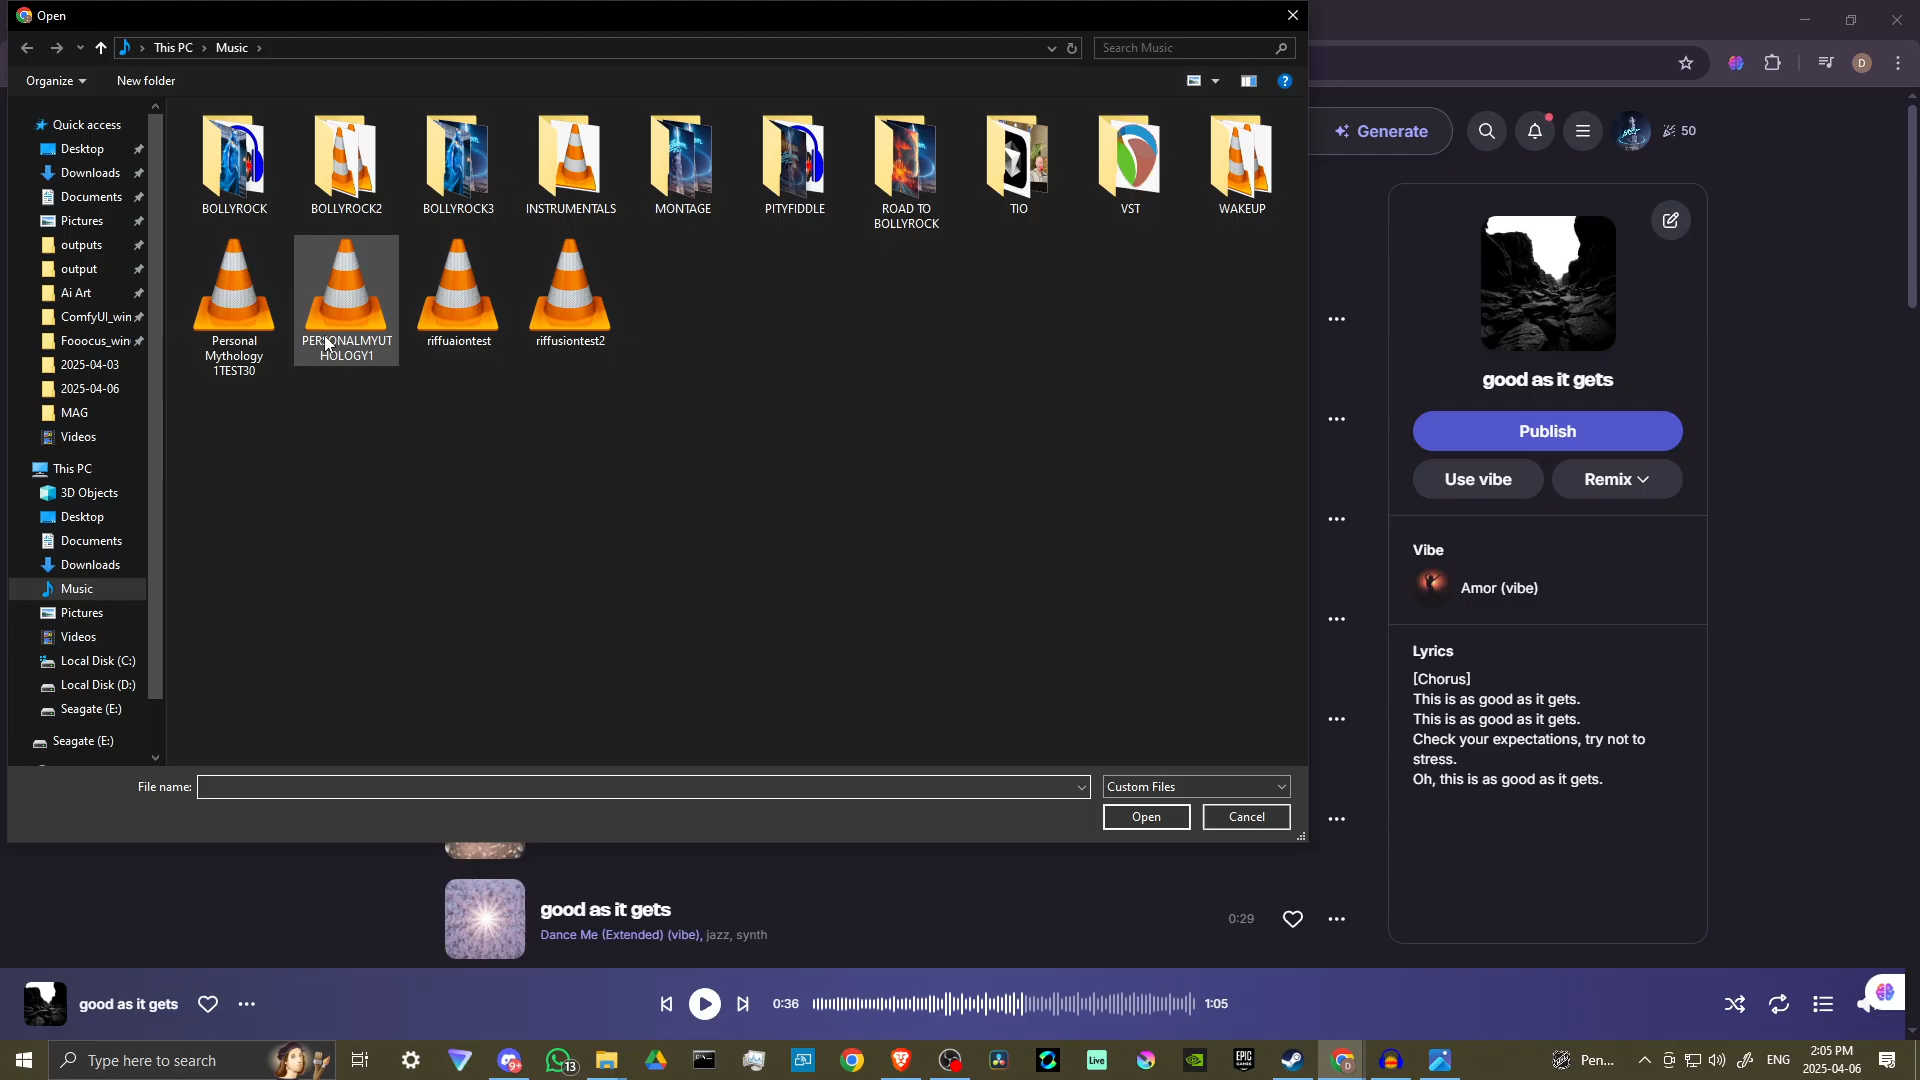 Open
This PC
Music
Search Music
Organize
New folder
Quick access
Desktop
Downloads
Documents
Pictures
outputs
output
Ai Art
ComfyUI_win
Fooocus_win
2025-04-03
2025-04-06
MAG
Videos
This PC
3D Objects
Desktop
Documents
Downloads
Music
Pictures
Videos
Local Disk (C:)
Local Disk (D:)
Seagate (E:)
Seagate (E:)
BOLLYROCK
BOLLYROCK2
BOLLYROCK3
INSTRUMENTALS
MONTAGE
PITYFIDDLE
ROAD TO
BOLLYROCK
TIO
VST
WAKEUP
Personal
Mythology
1TEST30
PERSONALMYUT
HOLOGY1
riffuaiontest
riffusiontest2
File name:
Custom Files
Open
Cancel
Generate
50
D
good as it gets
Publish
Use vibe
Remix
Vibe
Amor (vibe)
Lyrics
[Chorus]
This is as good as it gets.
This is as good as it gets.
Check your expectations, try not to
stress.
Oh, this is as good as it gets.
good as it gets
Dance Me (Extended) (vibe), jazz, synth
0:29
good as it gets
0:36
1:05
Type here to search
9+
13
Live
EPIC
GAMES
D
Pen...
ENG
2:05 PM
2025-04-06